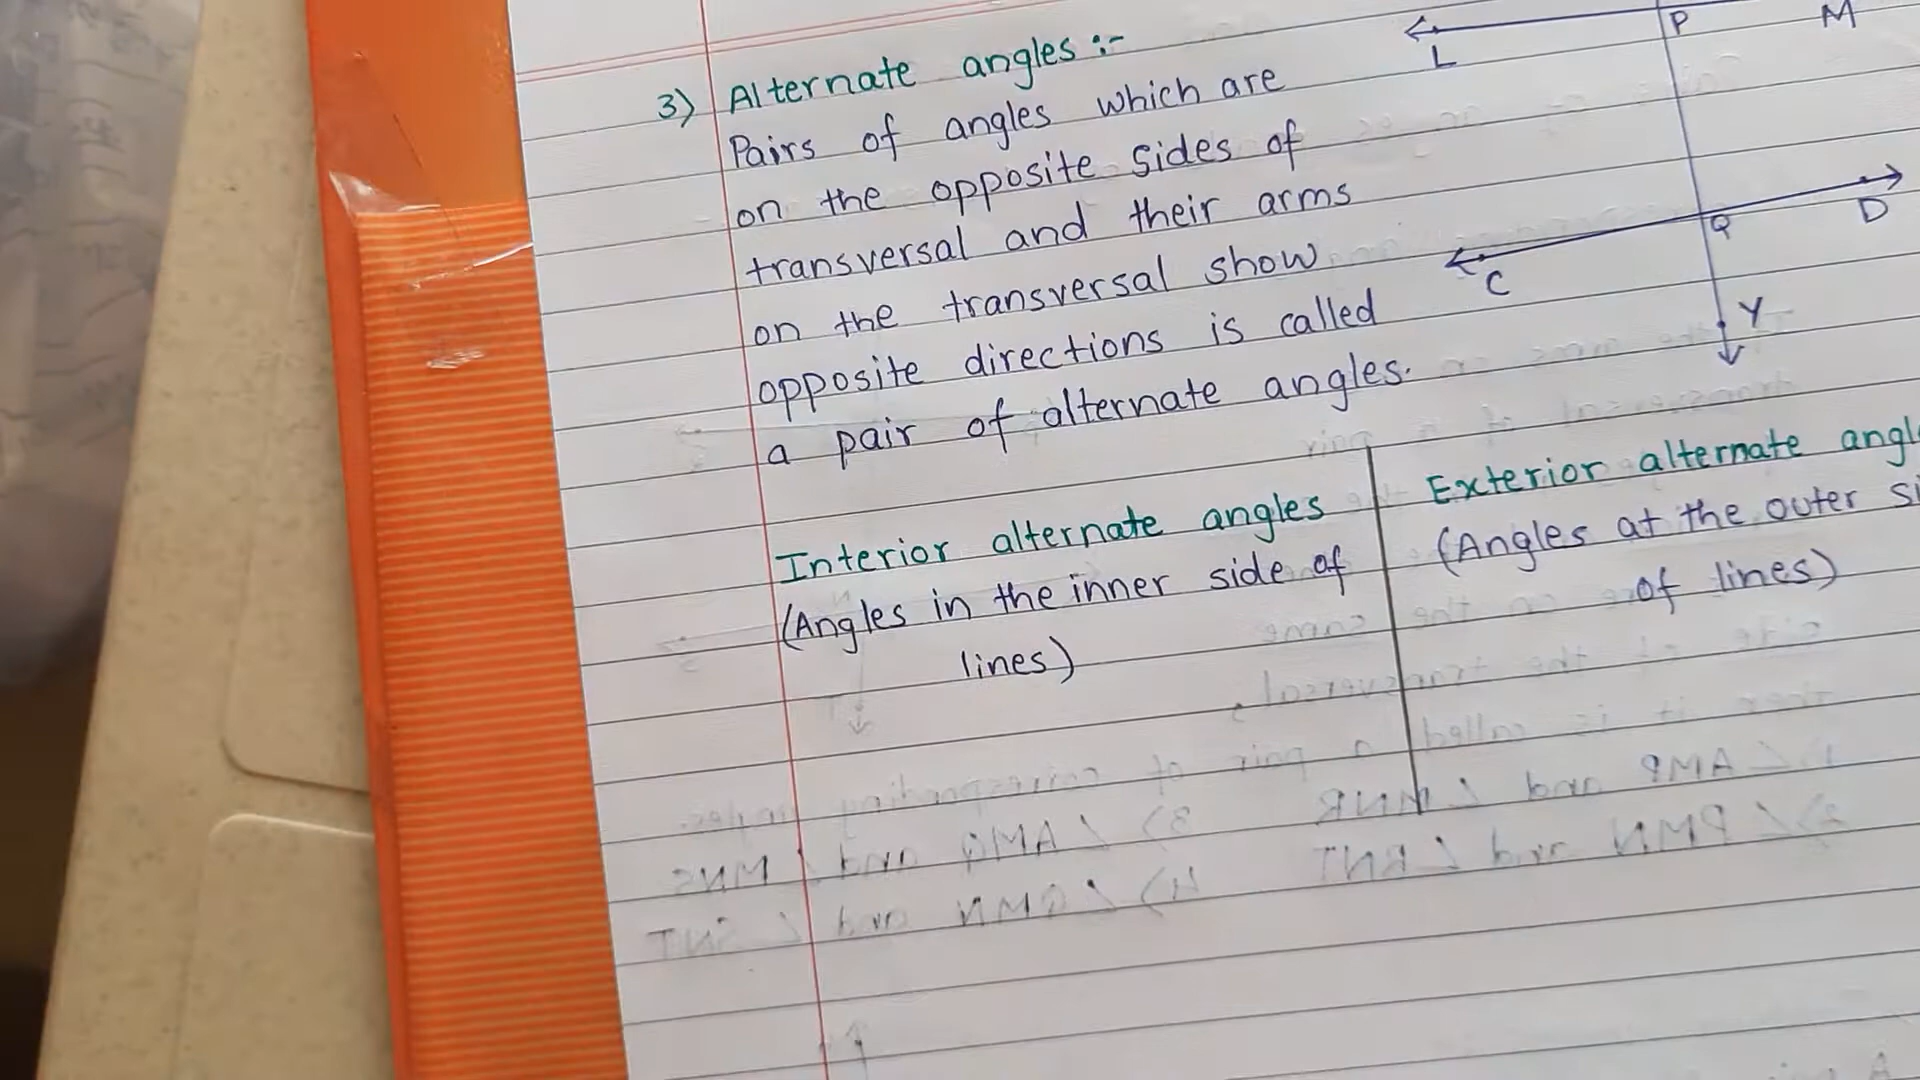 3) Alternate angles :-
Pairs of angles which are
on the opposite sides of
transversal and their arms
on the transversal show
opposite directions is called
a pair of alternate angles.
L P M
Q D
C
Y
Interior alternate angles
(Angles in the inner side of
lines)
Exterior alternate
(Angles at the outer
of lines)